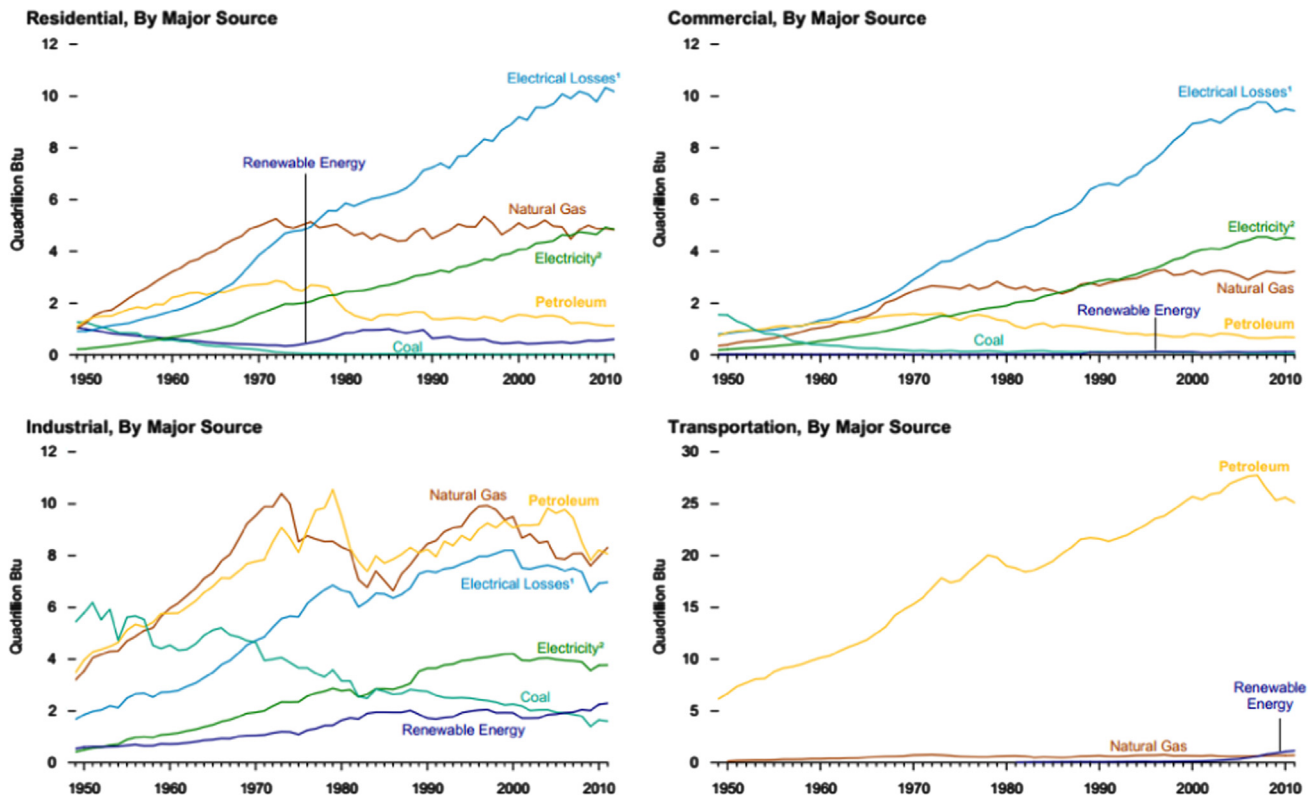 Residential, By Major Source
12
10
8
6
4
2
0
Quadrillion Btu
Electrical Losses¹
Renewable Energy
Natural Gas
Electricity²
Petroleum
Coal
1950 1960 1970 1980 1990 2000 2010
Commercial, By Major Source
12
10
8
6
4
2
0
Quadrillion Btu
Electrical Losses¹
Electricity²
Natural Gas
Renewable Energy
Petroleum
Coal
1950 1960 1970 1980 1990 2000 2010
Industrial, By Major Source
12
10
8
6
4
2
0
Quadrillion Btu
Natural Gas
Petroleum
Electrical Losses¹
Electricity²
Coal
Renewable Energy
1950 1960 1970 1980 1990 2000 2010
Transportation, By Major Source
30
25
20
15
10
5
0
Quadrillion Btu
Petroleum
Renewable
Energy
Natural Gas
1950 1960 1970 1980 1990 2000 2010